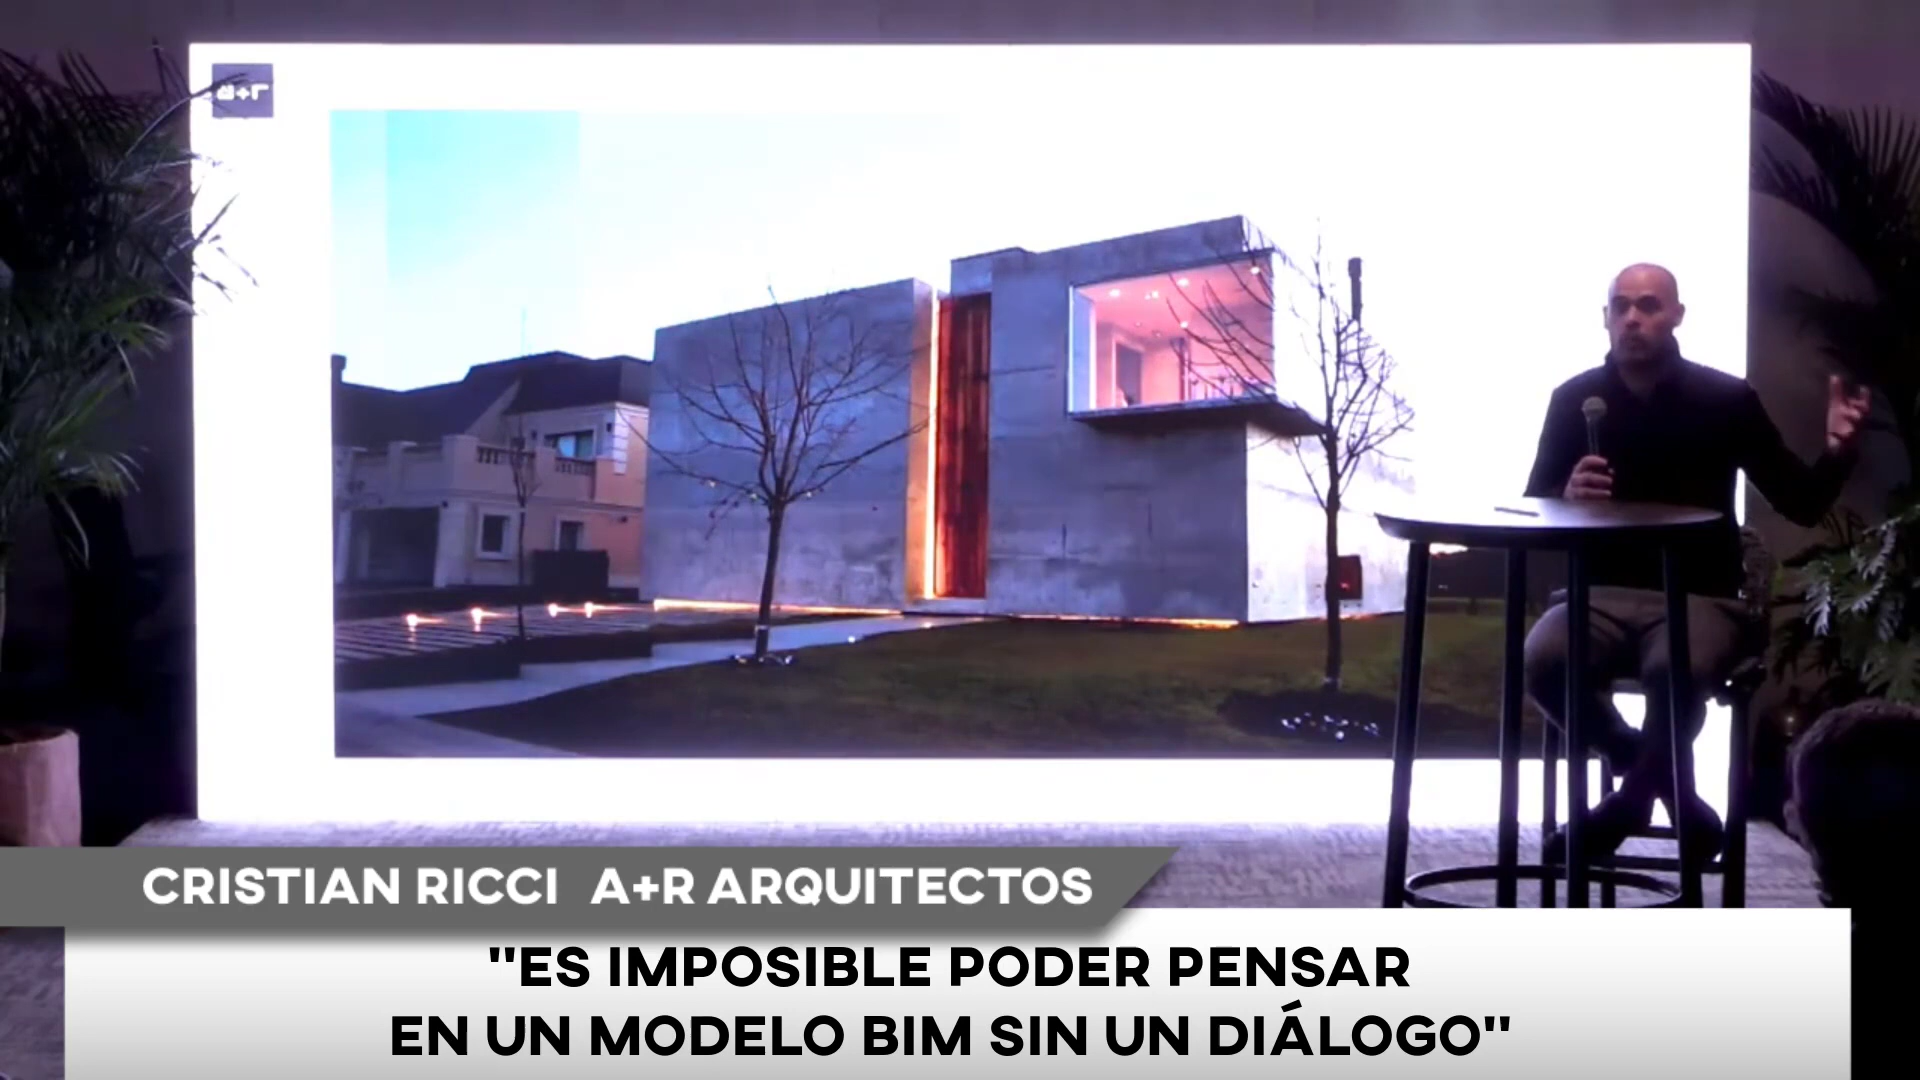 a+r
CRISTIAN RICCI A+R ARQUITECTOS
"ES IMPOSIBLE PODER PENSAR
EN UN MODELO BIM SIN UN DIÁLOGO"